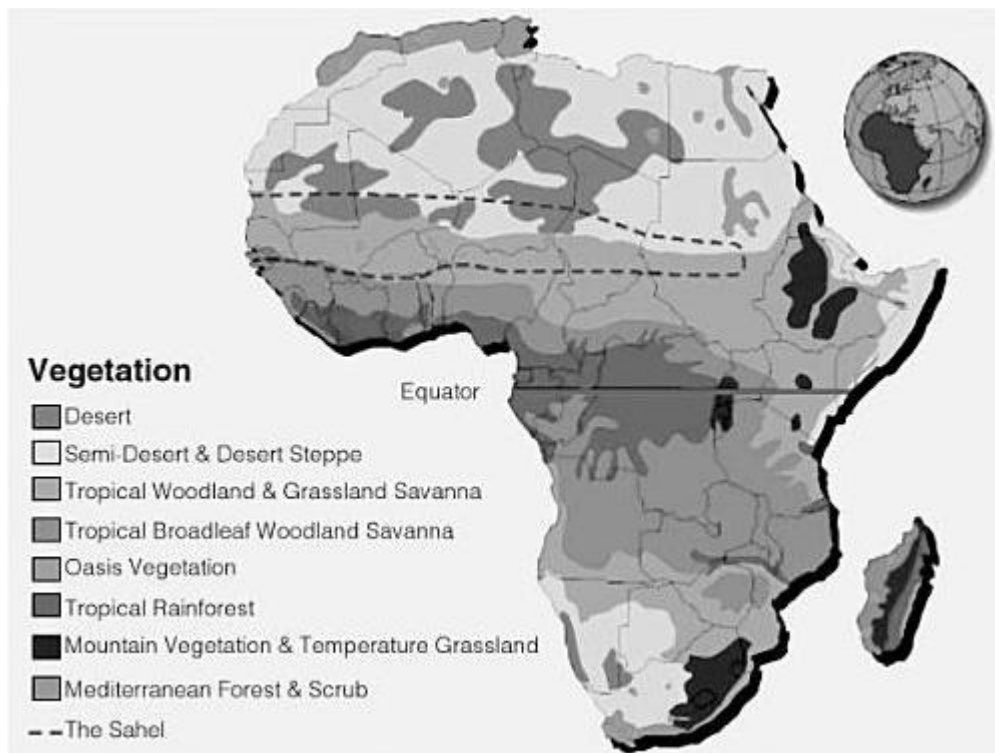 Vegetation
Equator
Desert
Semi-Desert & Desert Steppe
Tropical Woodland & Grassland Savanna
Tropical Broadleaf Woodland Savanna
Oasis Vegetation
Tropical Rainforest
Mountain Vegetation & Temperature Grassland
Mediterranean Forest & Scrub
The Sahel